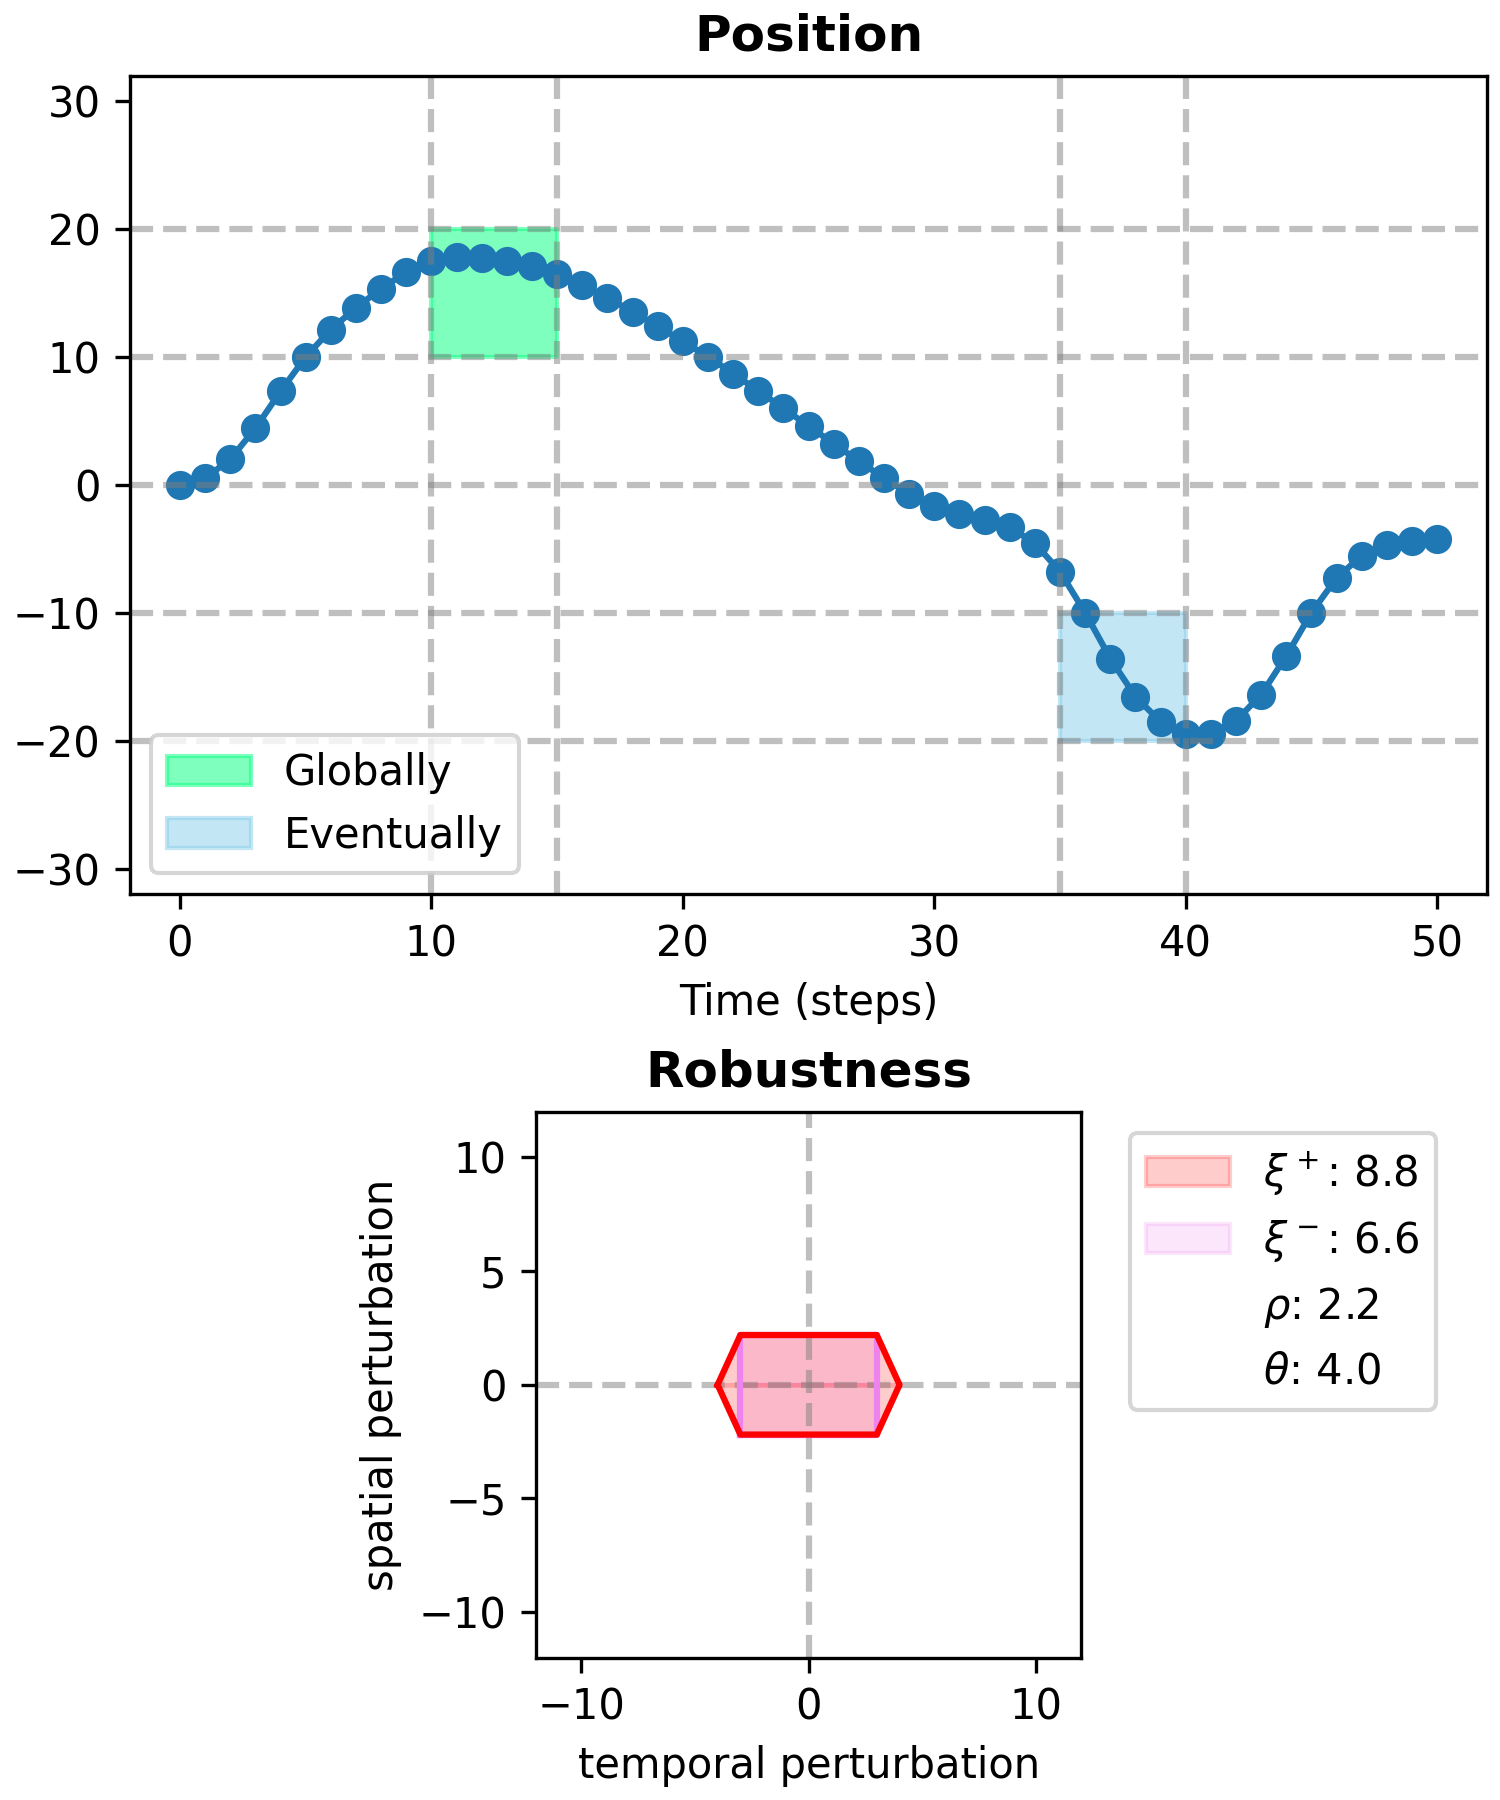 Position
30
20
10
0
−10
−20
−30
Globally
Eventually
0 10 20 30 40 50
Time (steps)
Robustness
spatial perturbation
10
5
0
−5
−10
−10 0 10
temporal perturbation
ξ⁺: 8.8
ξ⁻: 6.6
ρ: 2.2
θ: 4.0